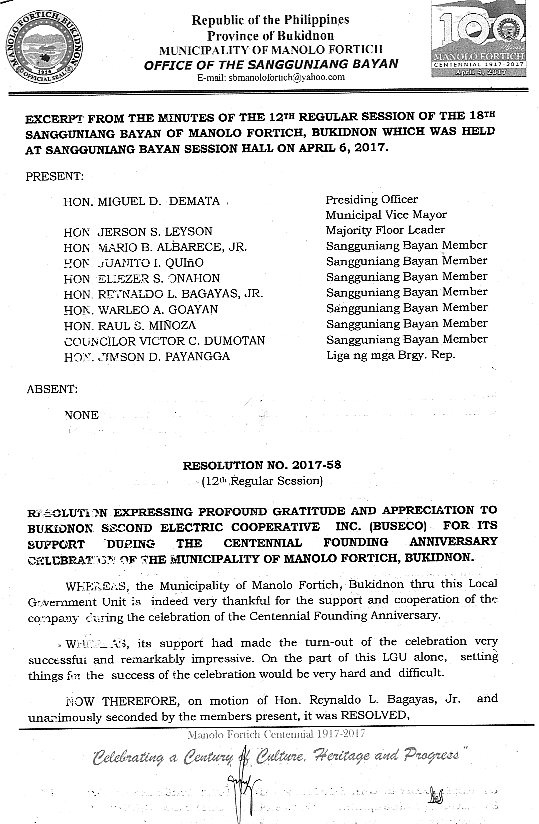 Republic of the Philippines
Province of Bukidnon
MUNICIPALITY OF MANOLO FORTICH
OFFICE OF THE SANGGUNIANG BAYAN
E-mail: sbmanolofortich@yahoo.com
MANOLO FORTICH, BUKIDNON
OFFICIAL SEAL
100
MANOLO FORTICH
CENTENNIAL 1917-2017
EXCERPT FROM THE MINUTES OF THE 12TH REGULAR SESSION OF THE 18TH
SANGGUNIANG BAYAN OF MANOLO FORTICH, BUKIDNON WHICH WAS HELD
AT SANGGUNIANG BAYAN SESSION HALL ON APRIL 6, 2017.
PRESENT:
HON. MIGUEL D. DEMATA Presiding Officer
Municipal Vice Mayor
HON. JERSON S. LEYSON Majority Floor Leader
HON. MARIO B. ALBARECE, JR. Sangguniang Bayan Member
HON. JUANITO I. QUIñO Sangguniang Bayan Member
HON. ELIEZER S. ONAHON Sangguniang Bayan Member
HON. REYNALDO L. BAGAYAS, JR. Sangguniang Bayan Member
HON. WARLEO A. GOAYAN Sangguniang Bayan Member
HON. RAUL S. MIÑOZA Sangguniang Bayan Member
COUNCILOR VICTOR C. DUMOTAN Sangguniang Bayan Member
HON. JIMSON D. PAYANGGA Liga ng mga Brgy. Rep.
ABSENT:
NONE
RESOLUTION NO. 2017-58
(12th Regular Session)
RESOLUTION EXPRESSING PROFOUND GRATITUDE AND APPRECIATION TO
BUKIDNON SECOND ELECTRIC COOPERATIVE INC. (BUSECO) FOR ITS
SUPPORT DURING THE CENTENNIAL FOUNDING ANNIVERSARY
CELEBRATION OF THE MUNICIPALITY OF MANOLO FORTICH, BUKIDNON.
WHEREAS, the Municipality of Manolo Fortich, Bukidnon thru this Local
Government Unit is indeed very thankful for the support and cooperation of the
company during the celebration of the Centennial Founding Anniversary.
WHEREAS, its support had made the turn-out of the celebration very
successful and remarkably impressive. On the part of this LGU alone, setting
things for the success of the celebration would be very hard and difficult.
NOW THEREFORE, on motion of Hon. Reynaldo L. Bagayas, Jr. and
unanimously seconded by the members present, it was RESOLVED,
Manolo Fortich Centennial 1917-2017
"Celebrating a Century of Culture, Heritage and Progress"